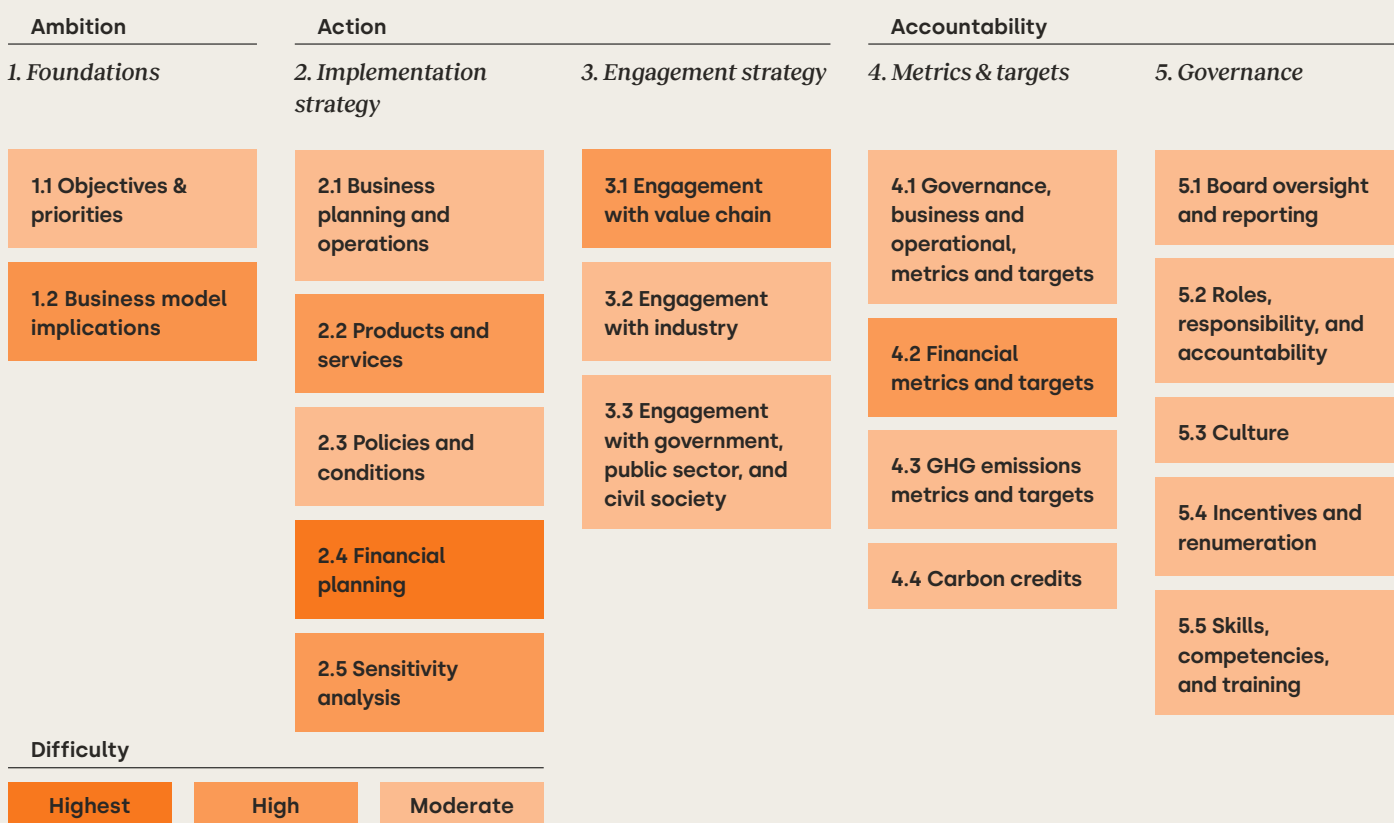 Ambition
Action
Accountability
1. Foundations
2. Implementation
strategy
3. Engagement strategy
4. Metrics & targets
5. Governance
1.1 Objectives &
priorities
1.2 Business model
implications
2.1 Business
planning and
operations
2.2 Products and
services
2.3 Policies and
conditions
2.4 Financial
planning
2.5 Sensitivity
analysis
3.1 Engagement
with value chain
3.2 Engagement
with industry
3.3 Engagement
with government,
public sector, and
civil society
4.1 Governance,
business and
operational,
metrics and targets
4.2 Financial
metrics and targets
4.3 GHG emissions
metrics and targets
4.4 Carbon credits
5.1 Board oversight
and reporting
5.2 Roles,
responsibility, and
accountability
5.3 Culture
5.4 Incentives and
renumeration
5.5 Skills,
competencies,
and training
Difficulty
Highest
High
Moderate